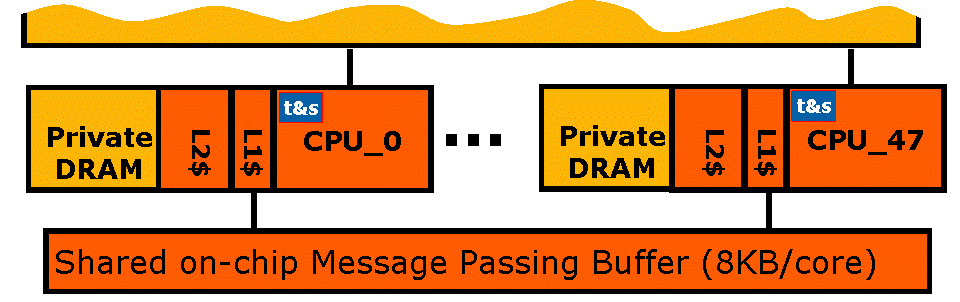 t&s
Private
DRAM
L2$
L1$
CPU_0
...
t&s
Private
DRAM
L2$
L1$
CPU_47
Shared on-chip Message Passing Buffer (8KB/core)